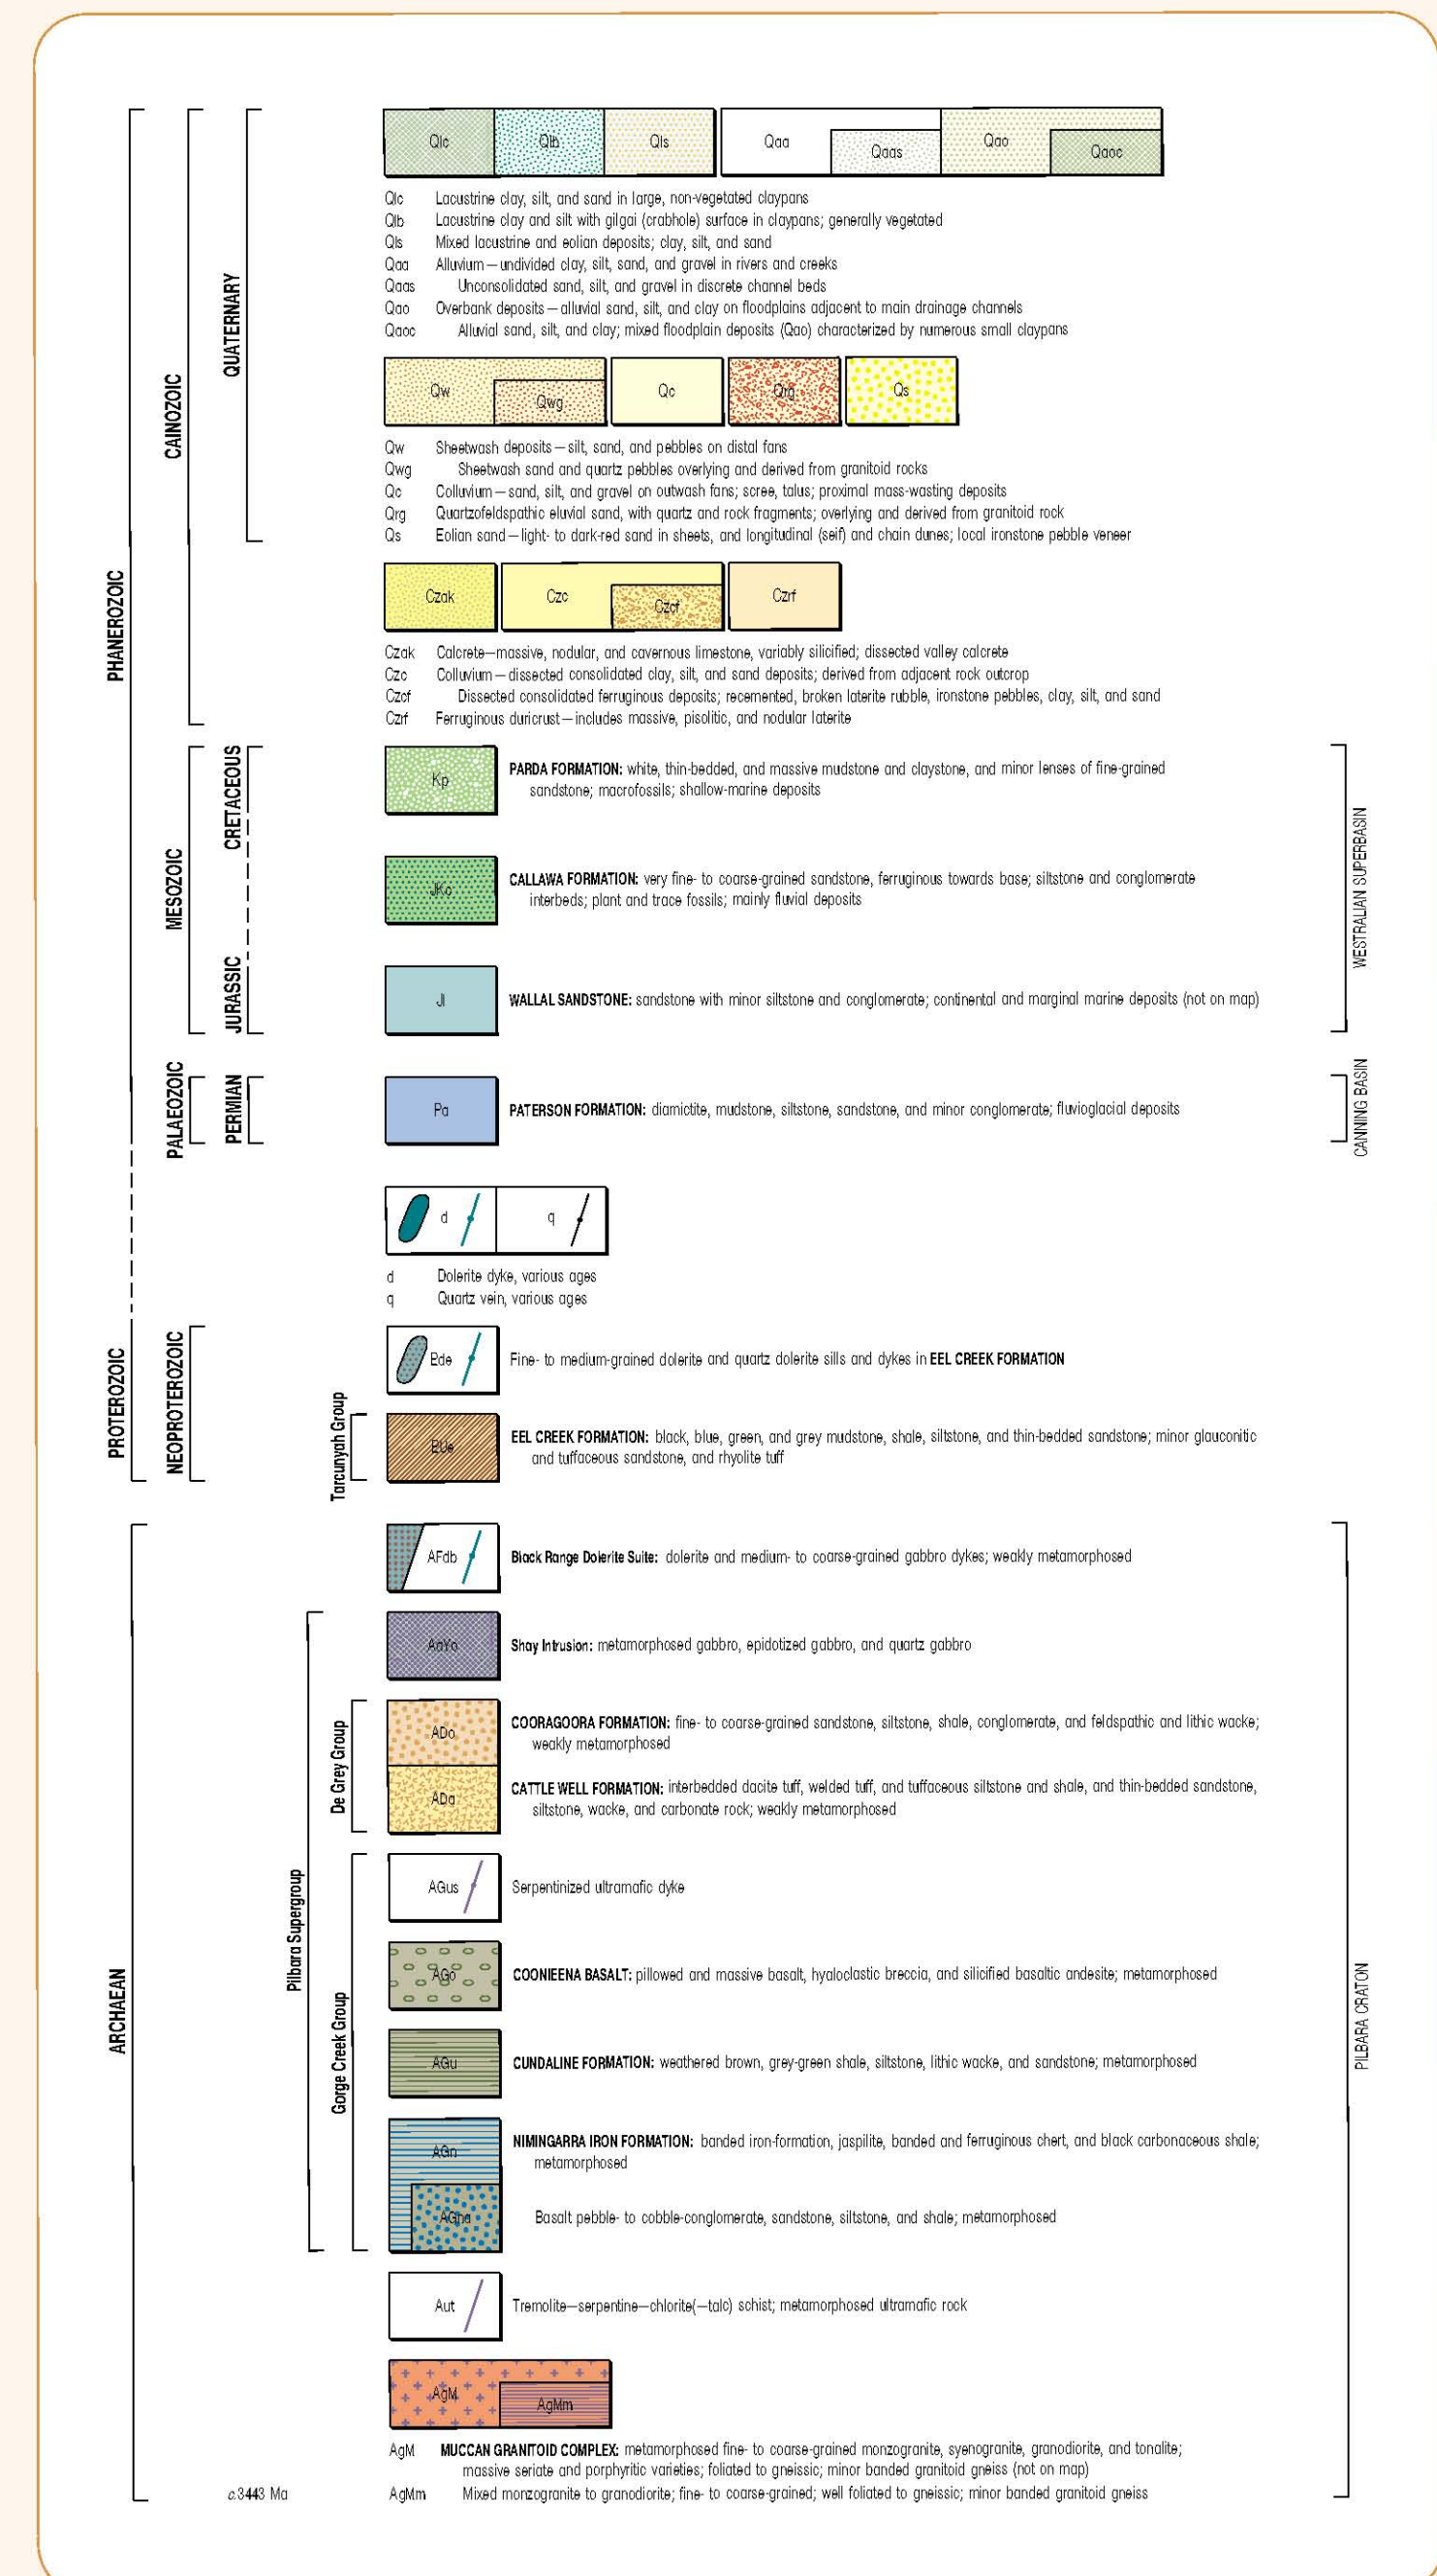 Qlc Qlb Qls Qaa Qaas Qao Qaoc
Qlc Lacustrine clay, silt, and sand in large, non-vegetated claypans
Qlb Lacustrine clay and silt with gilgai (crabhole) surface in claypans; generally vegetated
Qls Mixed lacustrine and eolian deposits; clay, silt, and sand
Qaa Alluvium—undivided clay, silt, sand, and gravel in rivers and creeks
Qaas Unconsolidated sand, silt, and gravel in discrete channel beds
Qao Overbank deposits—alluvial sand, silt, and clay on floodplains adjacent to main drainage channels
Qaoc Alluvial sand, silt, and clay; mixed floodplain deposits (Qao) characterized by numerous small claypans
QUATERNARY
CAINOZOIC
PHANEROZOIC
Qw Qwg Qc Qrg Qs
Qw Sheetwash deposits—silt, sand, and pebbles on distal fans
Qwg Sheetwash sand and quartz pebbles overlying and derived from granitoid rocks
Qc Colluvium—sand, silt, and gravel on outwash fans; scree, talus; proximal mass-wasting deposits
Qrg Quartzofeldspathic eluvial sand, with quartz and rock fragments; overlying and derived from granitoid rock
Qs Eolian sand—light- to dark-red sand in sheets, and longitudinal (seif) and chain dunes; local ironstone pebble veneer
Czak Czc Czcf Czrf
Czak Calcrete—massive, nodular, and cavernous limestone, variably silicified; dissected valley calcrete
Czc Colluvium—dissected consolidated clay, silt, and sand deposits; derived from adjacent rock outcrop
Czcf Dissected consolidated ferruginous deposits; recemented, broken laterite rubble, ironstone pebbles, clay, silt, and sand
Czrf Ferruginous duricrust—includes massive, pisolitic, and nodular laterite
MESOZOIC
CRETACEOUS
JURASSIC
WESTRALIAN SUPERBASIN
Kp PARDA FORMATION: white, thin-bedded, and massive mudstone and claystone, and minor lenses of fine-grained
sandstone; macrofossils; shallow-marine deposits
JKc CALLAWA FORMATION: very fine- to coarse-grained sandstone, ferruginous towards base; siltstone and conglomerate
interbeds; plant and trace fossils; mainly fluvial deposits
Jl WALLAL SANDSTONE: sandstone with minor siltstone and conglomerate; continental and marginal marine deposits (not on map)
PALAEOZOIC
PERMIAN
CANNING BASIN
Pa PATERSON FORMATION: diamictite, mudstone, siltstone, sandstone, and minor conglomerate; fluvioglacial deposits
d q
d Dolerite dyke, various ages
q Quartz vein, various ages
PROTEROZOIC
NEOPROTEROZOIC
Tarcunyah Group
Fine- to medium-grained dolerite and quartz dolerite sills and dykes in EEL CREEK FORMATION
EEL CREEK FORMATION: black, blue, green, and grey mudstone, shale, siltstone, and thin-bedded sandstone; minor glauconitic
and tuffaceous sandstone, and rhyolite tuff
ARCHAEAN
Pilbara Supergroup
De Grey Group
Gorge Creek Group
PILBARA CRATON
AFdb Black Range Dolerite Suite: dolerite and medium- to coarse-grained gabbro dykes; weakly metamorphosed
Shay Intrusion: metamorphosed gabbro, epidotized gabbro, and quartz gabbro
ADo COORAGOORA FORMATION: fine- to coarse-grained sandstone, siltstone, shale, conglomerate, and feldspathic and lithic wacke;
weakly metamorphosed
ADa CATTLE WELL FORMATION: interbedded dacite tuff, welded tuff, and tuffaceous siltstone and shale, and thin-bedded sandstone,
siltstone, wacke, and carbonate rock; weakly metamorphosed
AGus Serpentinized ultramafic dyke
AGo COONIEENA BASALT: pillowed and massive basalt, hyaloclastic breccia, and silicified basaltic andesite; metamorphosed
AGu CUNDALINE FORMATION: weathered brown, grey-green shale, siltstone, lithic wacke, and sandstone; metamorphosed
AGn NIMINGARRA IRON FORMATION: banded iron-formation, jaspilite, banded and ferruginous chert, and black carbonaceous shale;
metamorphosed
Basalt pebble- to cobble-conglomerate, sandstone, siltstone, and shale; metamorphosed
Aut Tremolite—serpentine—chlorite(—talc) schist; metamorphosed ultramafic rock
AgM AgMm
AgM MUCCAN GRANITOID COMPLEX: metamorphosed fine- to coarse-grained monzogranite, syenogranite, granodiorite, and tonalite;
massive seriate and porphyritic varieties; foliated to gneissic; minor banded granitoid gneiss (not on map)
c.3443 Ma AgMm Mixed monzogranite to granodiorite; fine- to coarse-grained; well foliated to gneissic; minor banded granitoid gneiss